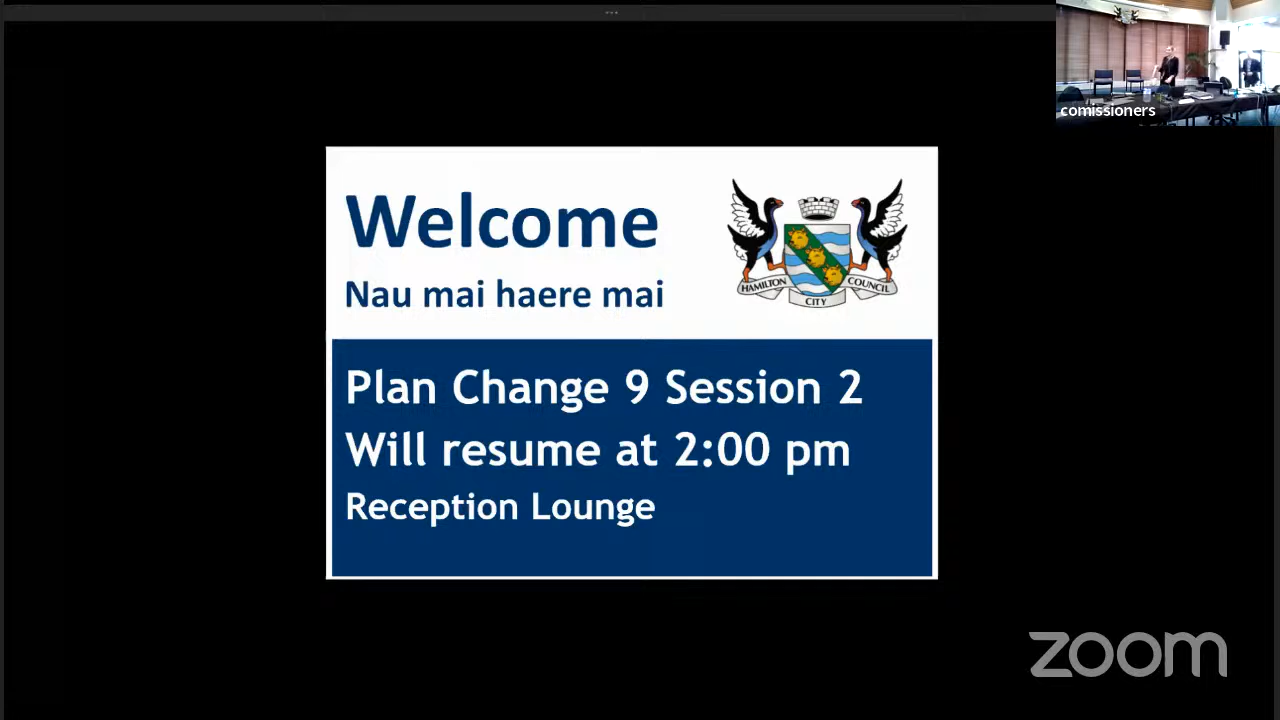 comissioners
Welcome
Nau mai haere mai
HAMILTON CITY COUNCIL
Plan Change 9 Session 2
Will resume at 2:00 pm
Reception Lounge
zoom